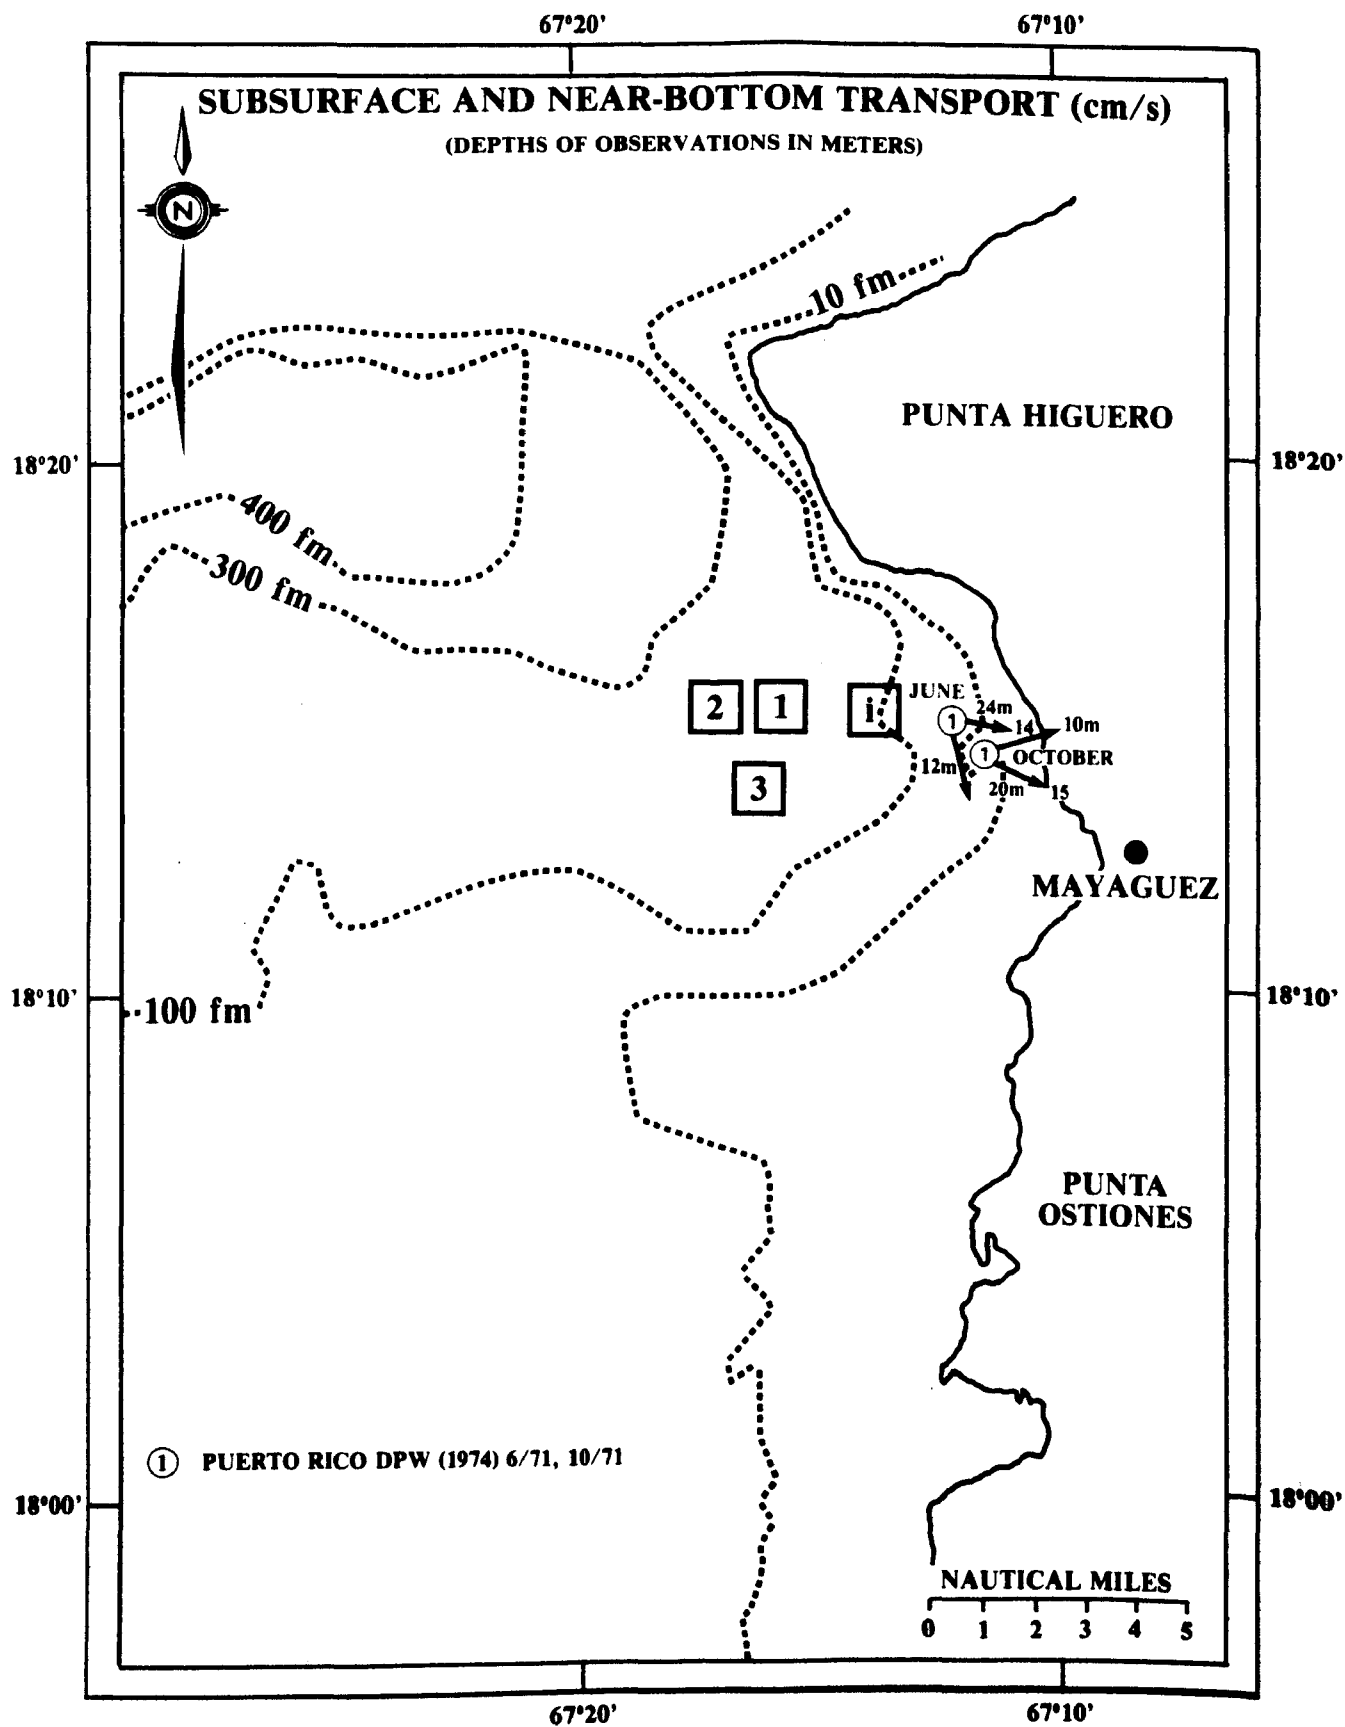 67°20'
67°10'
SUBSURFACE AND NEAR-BOTTOM TRANSPORT (cm/s)
(DEPTHS OF OBSERVATIONS IN METERS)
N
10 fm
PUNTA HIGUERO
18°20'
18°20'
400 fm
300 fm
2
1
i
JUNE
1
24m
14
10m
1
OCTOBER
12m
3
20m
15
MAYAGUEZ
18°10'
100 fm
18°10'
PUNTA
OSTIONES
1 PUERTO RICO DPW (1974) 6/71, 10/71
18°00'
18°00'
NAUTICAL MILES
0 1 2 3 4 5
67°20'
67°10'